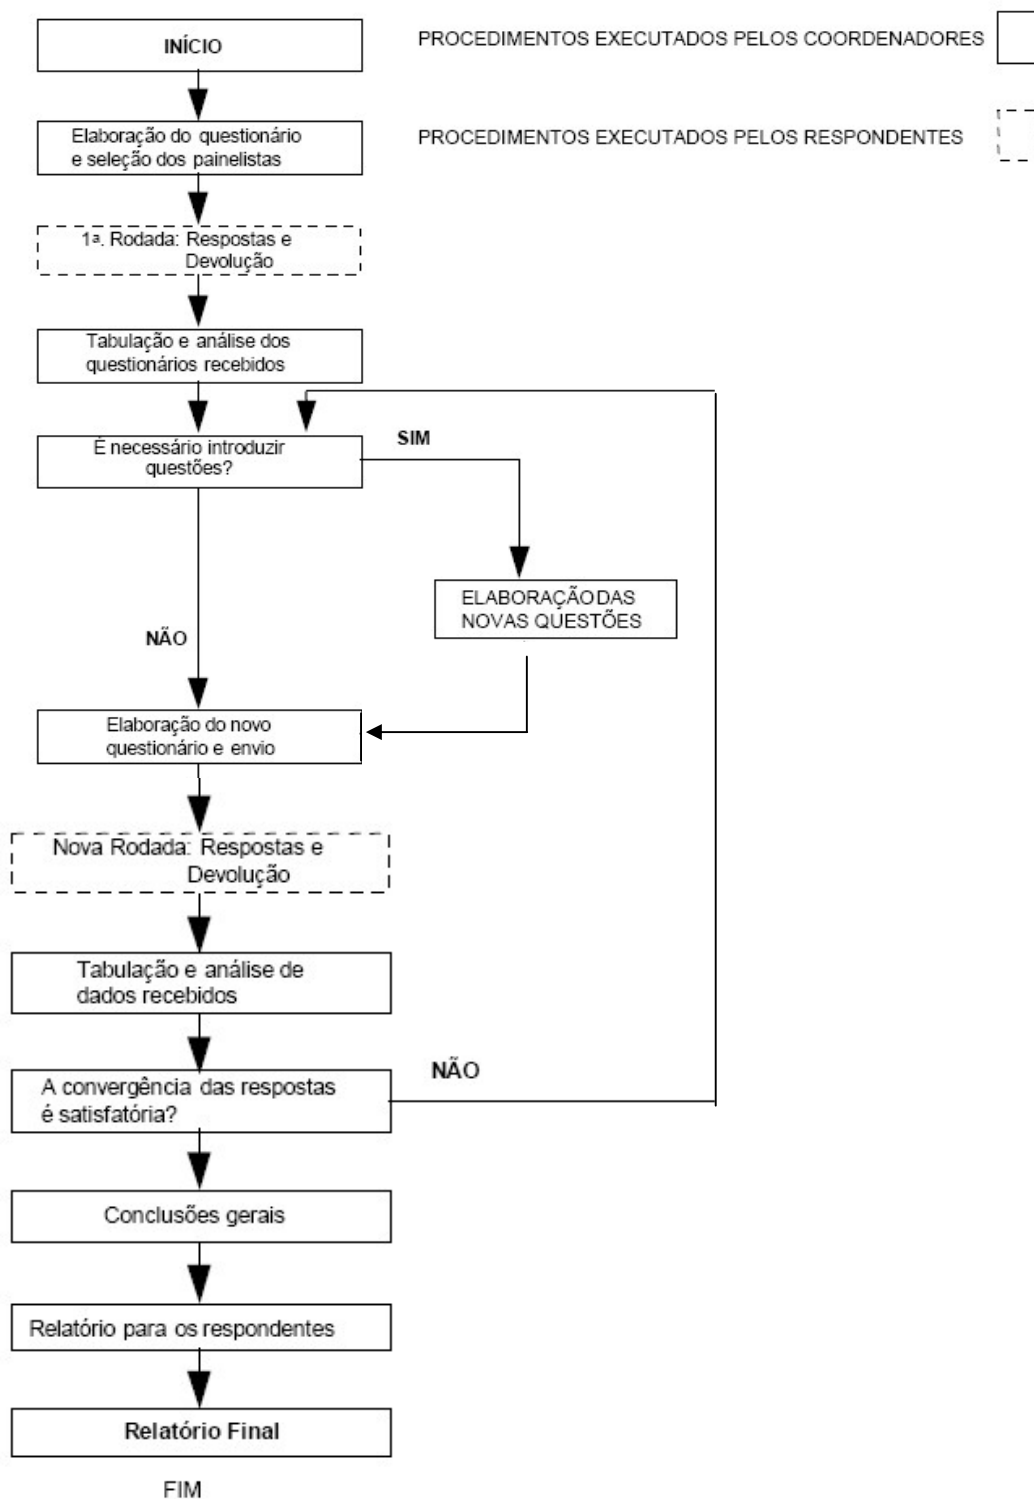 INÍCIO
PROCEDIMENTOS EXECUTADOS PELOS COORDENADORES
Elaboração do questionário
e seleção dos painelistas
PROCEDIMENTOS EXECUTADOS PELOS RESPONDENTES
1ª. Rodada: Respostas e
Devolução
Tabulação e análise dos
questionários recebidos
É necessário introduzir
questões?
SIM
ELABORAÇÃO DAS
NOVAS QUESTÕES
NÃO
Elaboração do novo
questionário e envio
Nova Rodada: Respostas e
Devolução
Tabulação e análise de
dados recebidos
A convergência das respostas
é satisfatória?
NÃO
Conclusões gerais
Relatório para os respondentes
Relatório Final
FIM